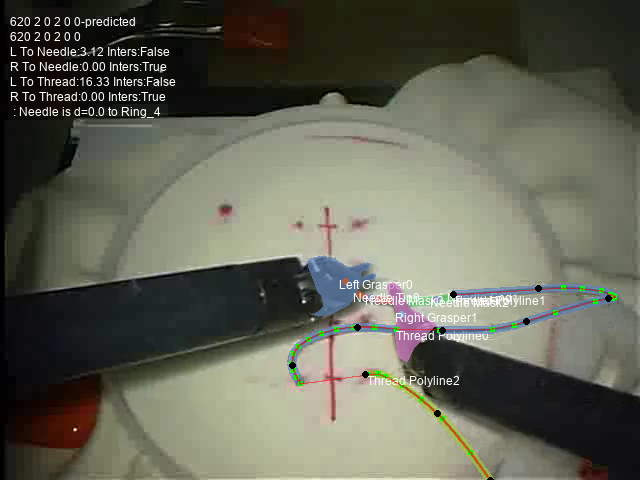 620 2 0 2 0 0-predicted
620 2 0 2 0 0
L To Needle:3.12 Inters:False
R To Needle:0.00 Inters:True
L To Thread:16.33 Inters:False
R To Thread:0.00 Inters:True
: Needle is d=0.0 to Ring_4
Left Grasper0
Right Grasper1
Thread Polyline0
Thread Polyline2